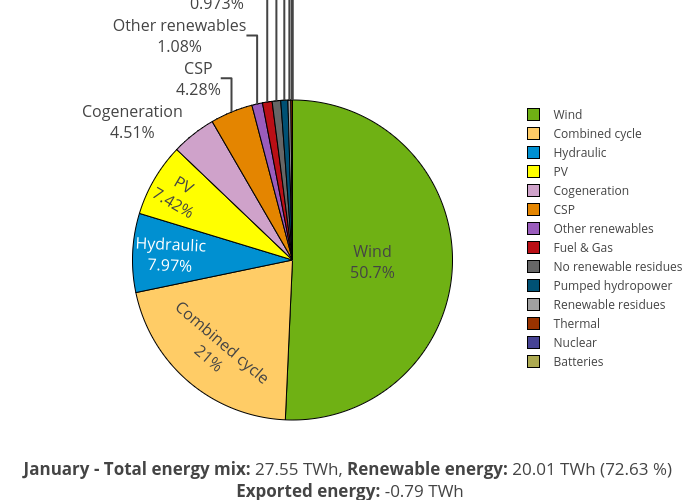 0.973%
Other renewables
1.08%
CSP
4.28%
Cogeneration
4.51%
PV
7.42%
Hydraulic
7.97%
Combined cycle
21%
Wind
50.7%
Wind
Combined cycle
Hydraulic
PV
Cogeneration
CSP
Other renewables
Fuel & Gas
No renewable residues
Pumped hydropower
Renewable residues
Thermal
Nuclear
Batteries
January - Total energy mix: 27.55 TWh, Renewable energy: 20.01 TWh (72.63 %)
Exported energy: -0.79 TWh